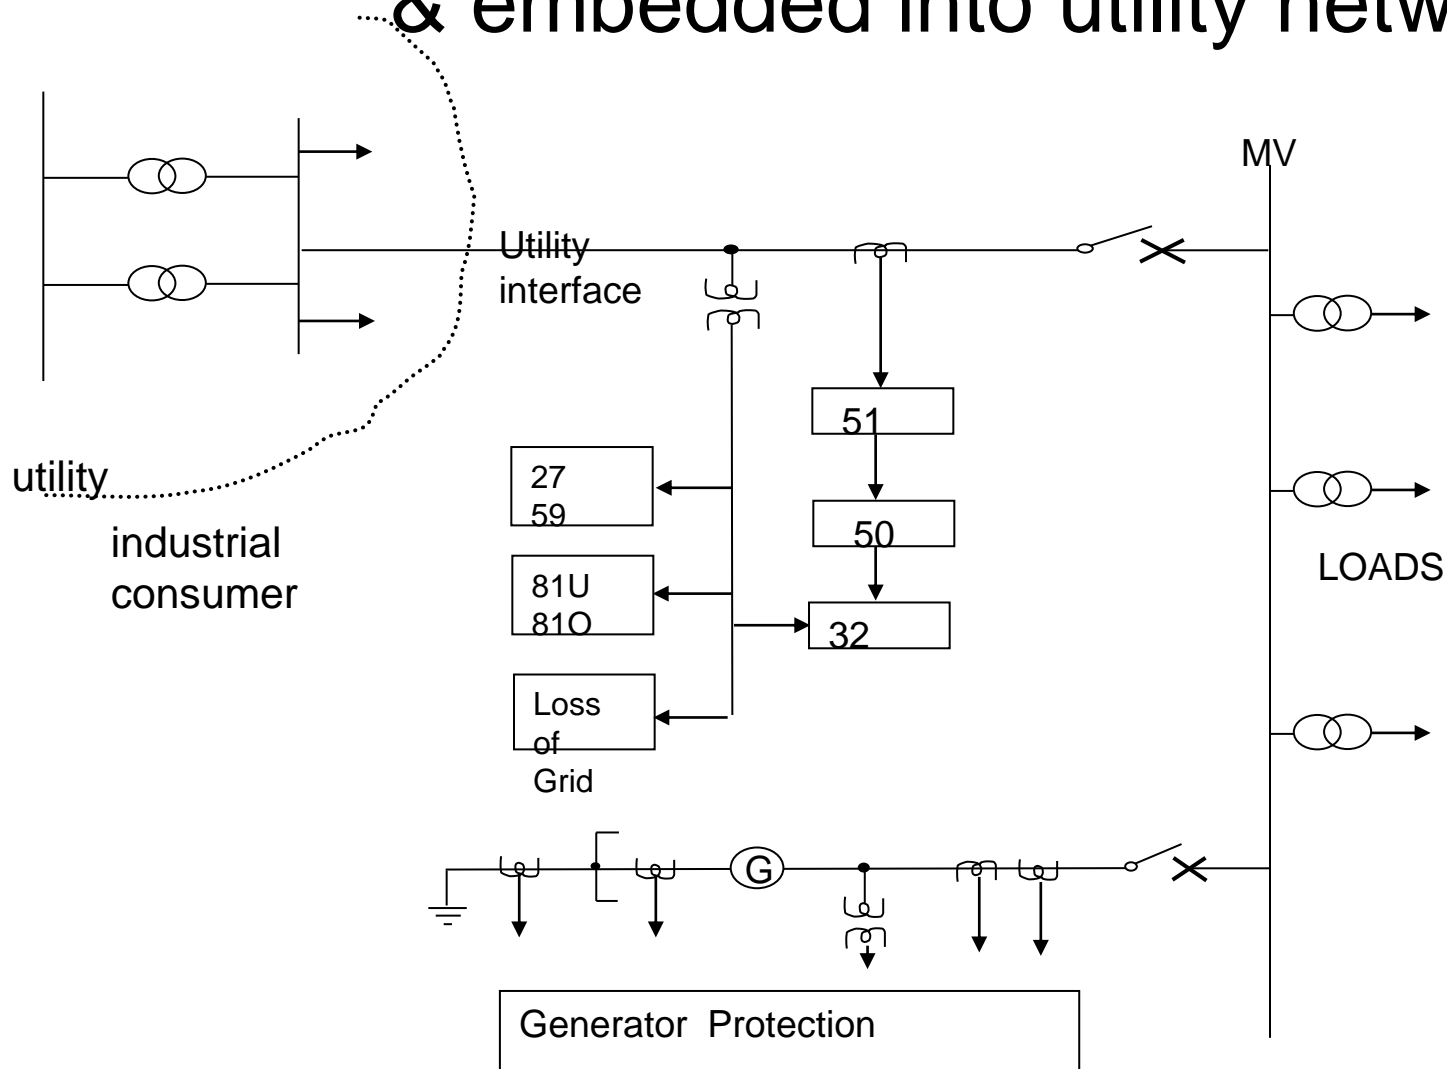 & embedded into utility netw
MV
Utility
interface
51
27
59
utility
50
industrial
consumer
LOADS
81U
81O
32
Loss
of
Grid
G
Generator Protection